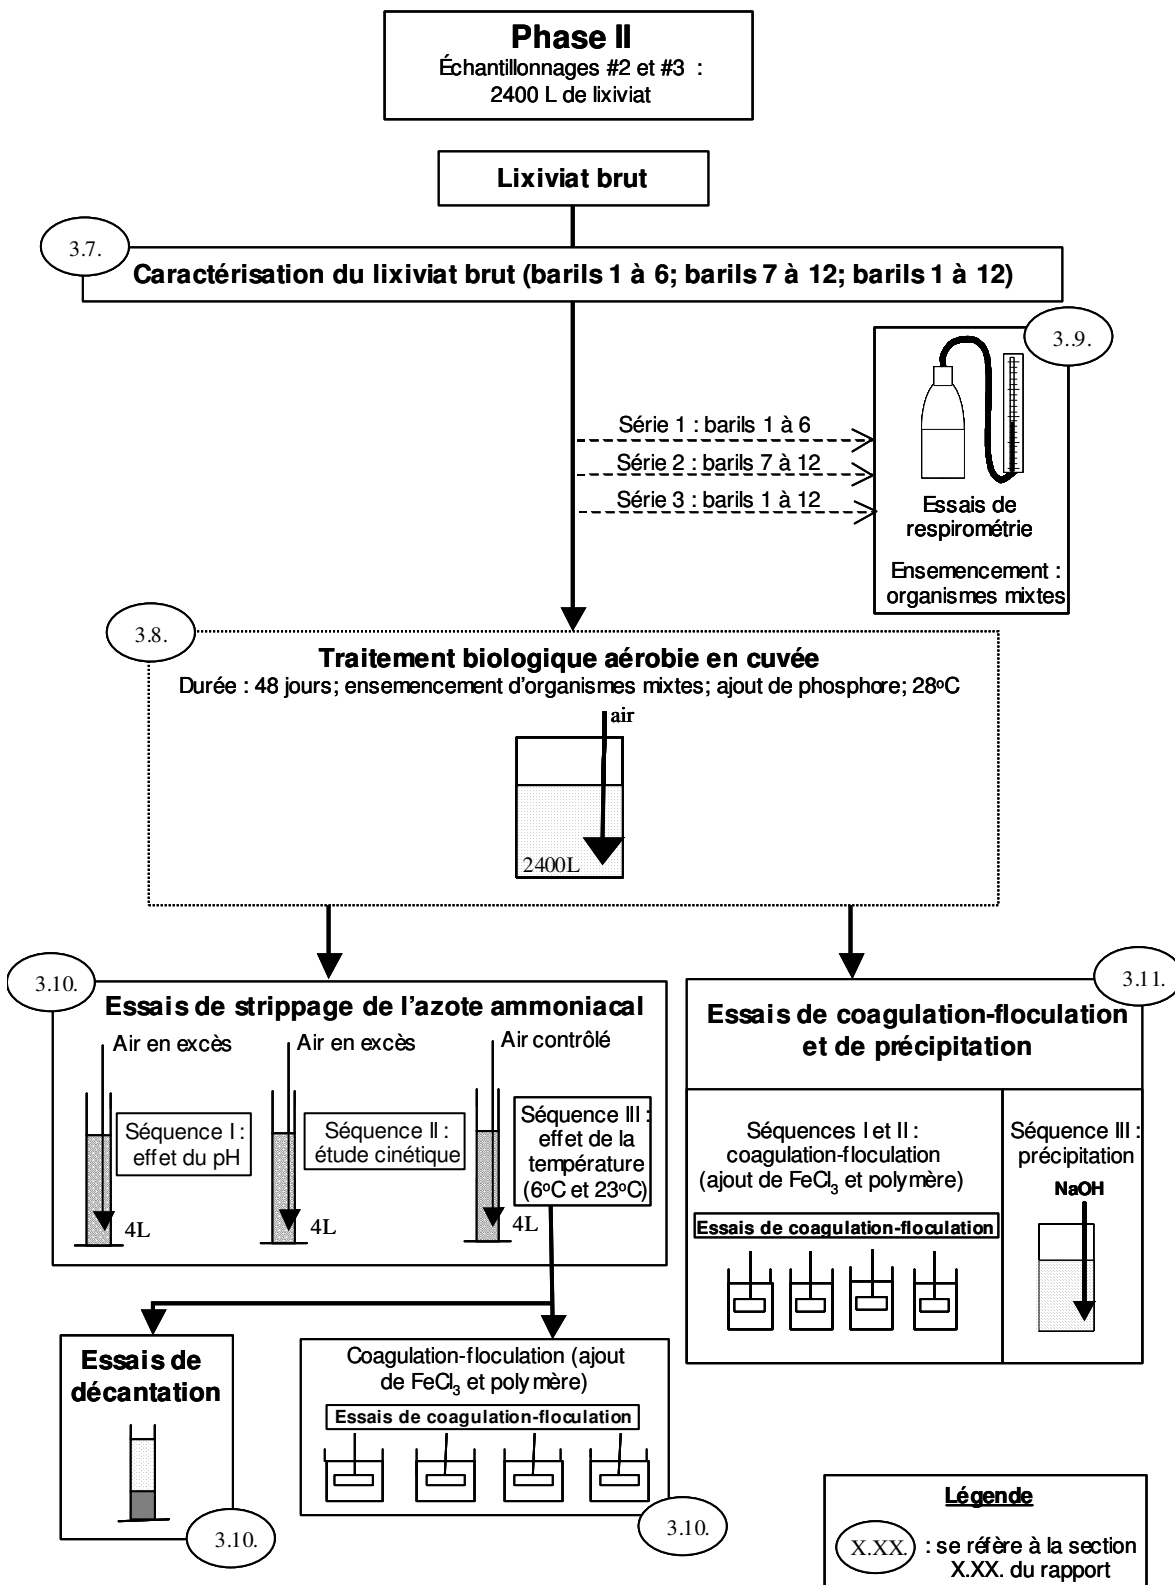 Phase II
Échantillonnages #2 et #3 :
2400 L de lixiviat
Lixiviat brut
3.7.
Caractérisation du lixiviat brut (barils 1 à 6; barils 7 à 12; barils 1 à 12)
3..9.
Série 1 : barils 1 à 6
Série 2 : barils 7 à 12
Série 3 : barils 1 à 12
Essais de
respirométrie
Ensemencement :
organismes mixtes
3.8.
Traitement biologique aérobie en cuvée
Durée : 48 jours; ensemencement d'organismes mixtes; ajout de phosphore; 28°C
air
2400L
3.10.
Essais de strippage de l'azote ammoniacal
Air en excès
Air en excès
Air contrôlé
Séquence I :
effet du pH
Séquence II :
étude cinétique
Séquence III :
effet de la
température
(6°C et 23°C)
4L
4L
4L
3.11.
Essais de coagulation-floculation
et de précipitation
Séquences I et II :
coagulation-floculation
(ajout de FeCl₃ et polymère)
Essais de coagulation-floculation
Séquence III :
précipitation
NaOH
Essais de
décantation
3.10.
Coagulation-floculation (ajout
de FeCl₃ et polymère)
Essais de coagulation-floculation
3.10.
Légende
X.XX. : se réfère à la section
X.XX. du rapport